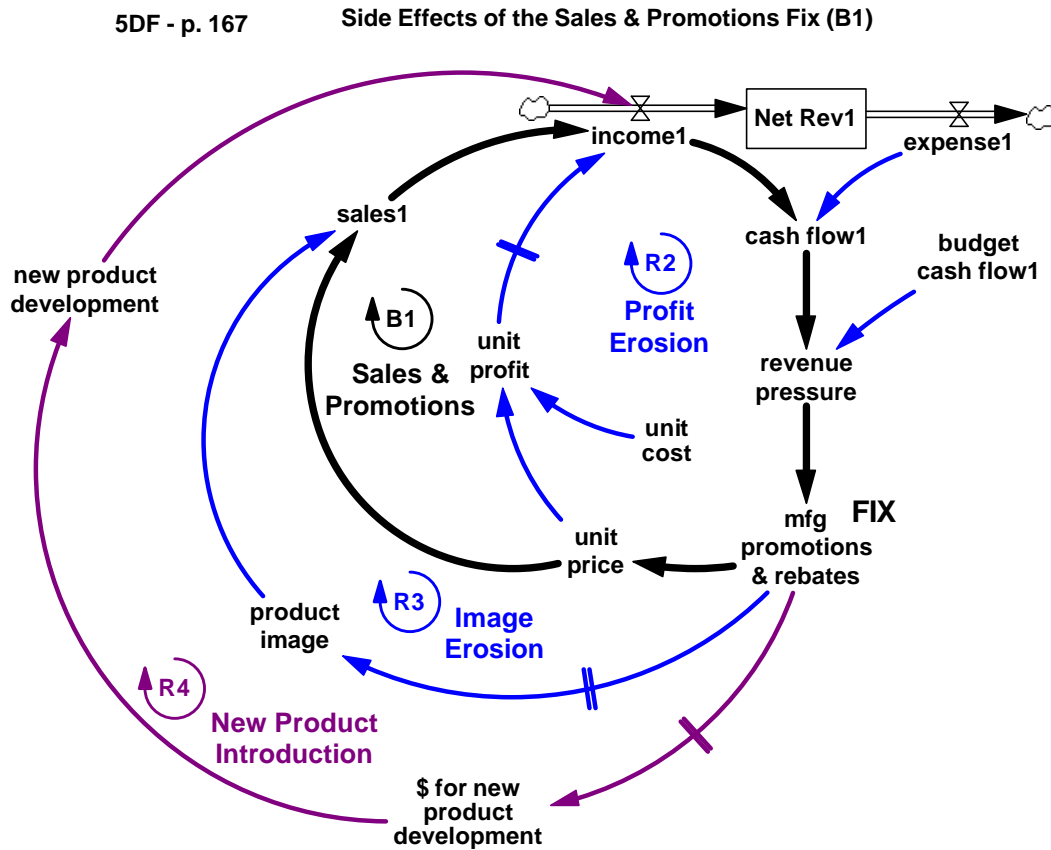 5DF - p. 167
Side Effects of the Sales & Promotions Fix (B1)
Net Rev1
income1
expense1
sales1
cash flow1
budget
cash flow1
new product
development
R2
Profit
Erosion
B1
Sales &
Promotions
unit
profit
revenue
pressure
unit
cost
FIX
mfg
promotions
& rebates
unit
price
product
image
R3
Image
Erosion
R4
New Product
Introduction
$ for new
product
development